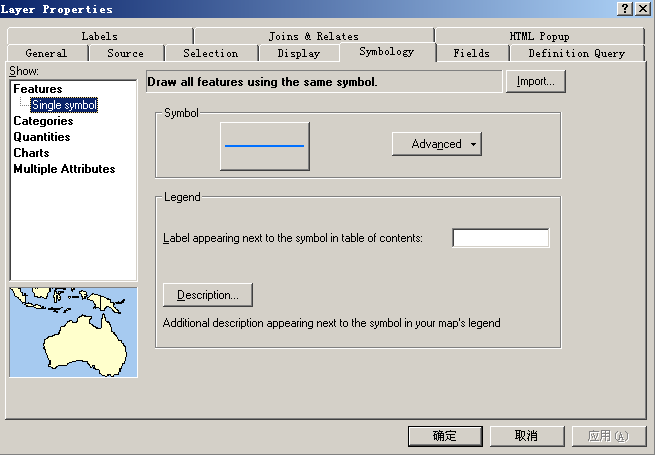 Layer Properties
Labels
Joins & Relates
HTML Popup
General
Source
Selection
Display
Symbology
Fields
Definition Query
Show:
Features
Single symbol
Categories
Quantities
Charts
Multiple Attributes
Draw all features using the same symbol.
Import...
Symbol
Advanced
Legend
Label appearing next to the symbol in table of contents:
Description...
Additional description appearing next to the symbol in your map's legend
确定
取消
应用(A)